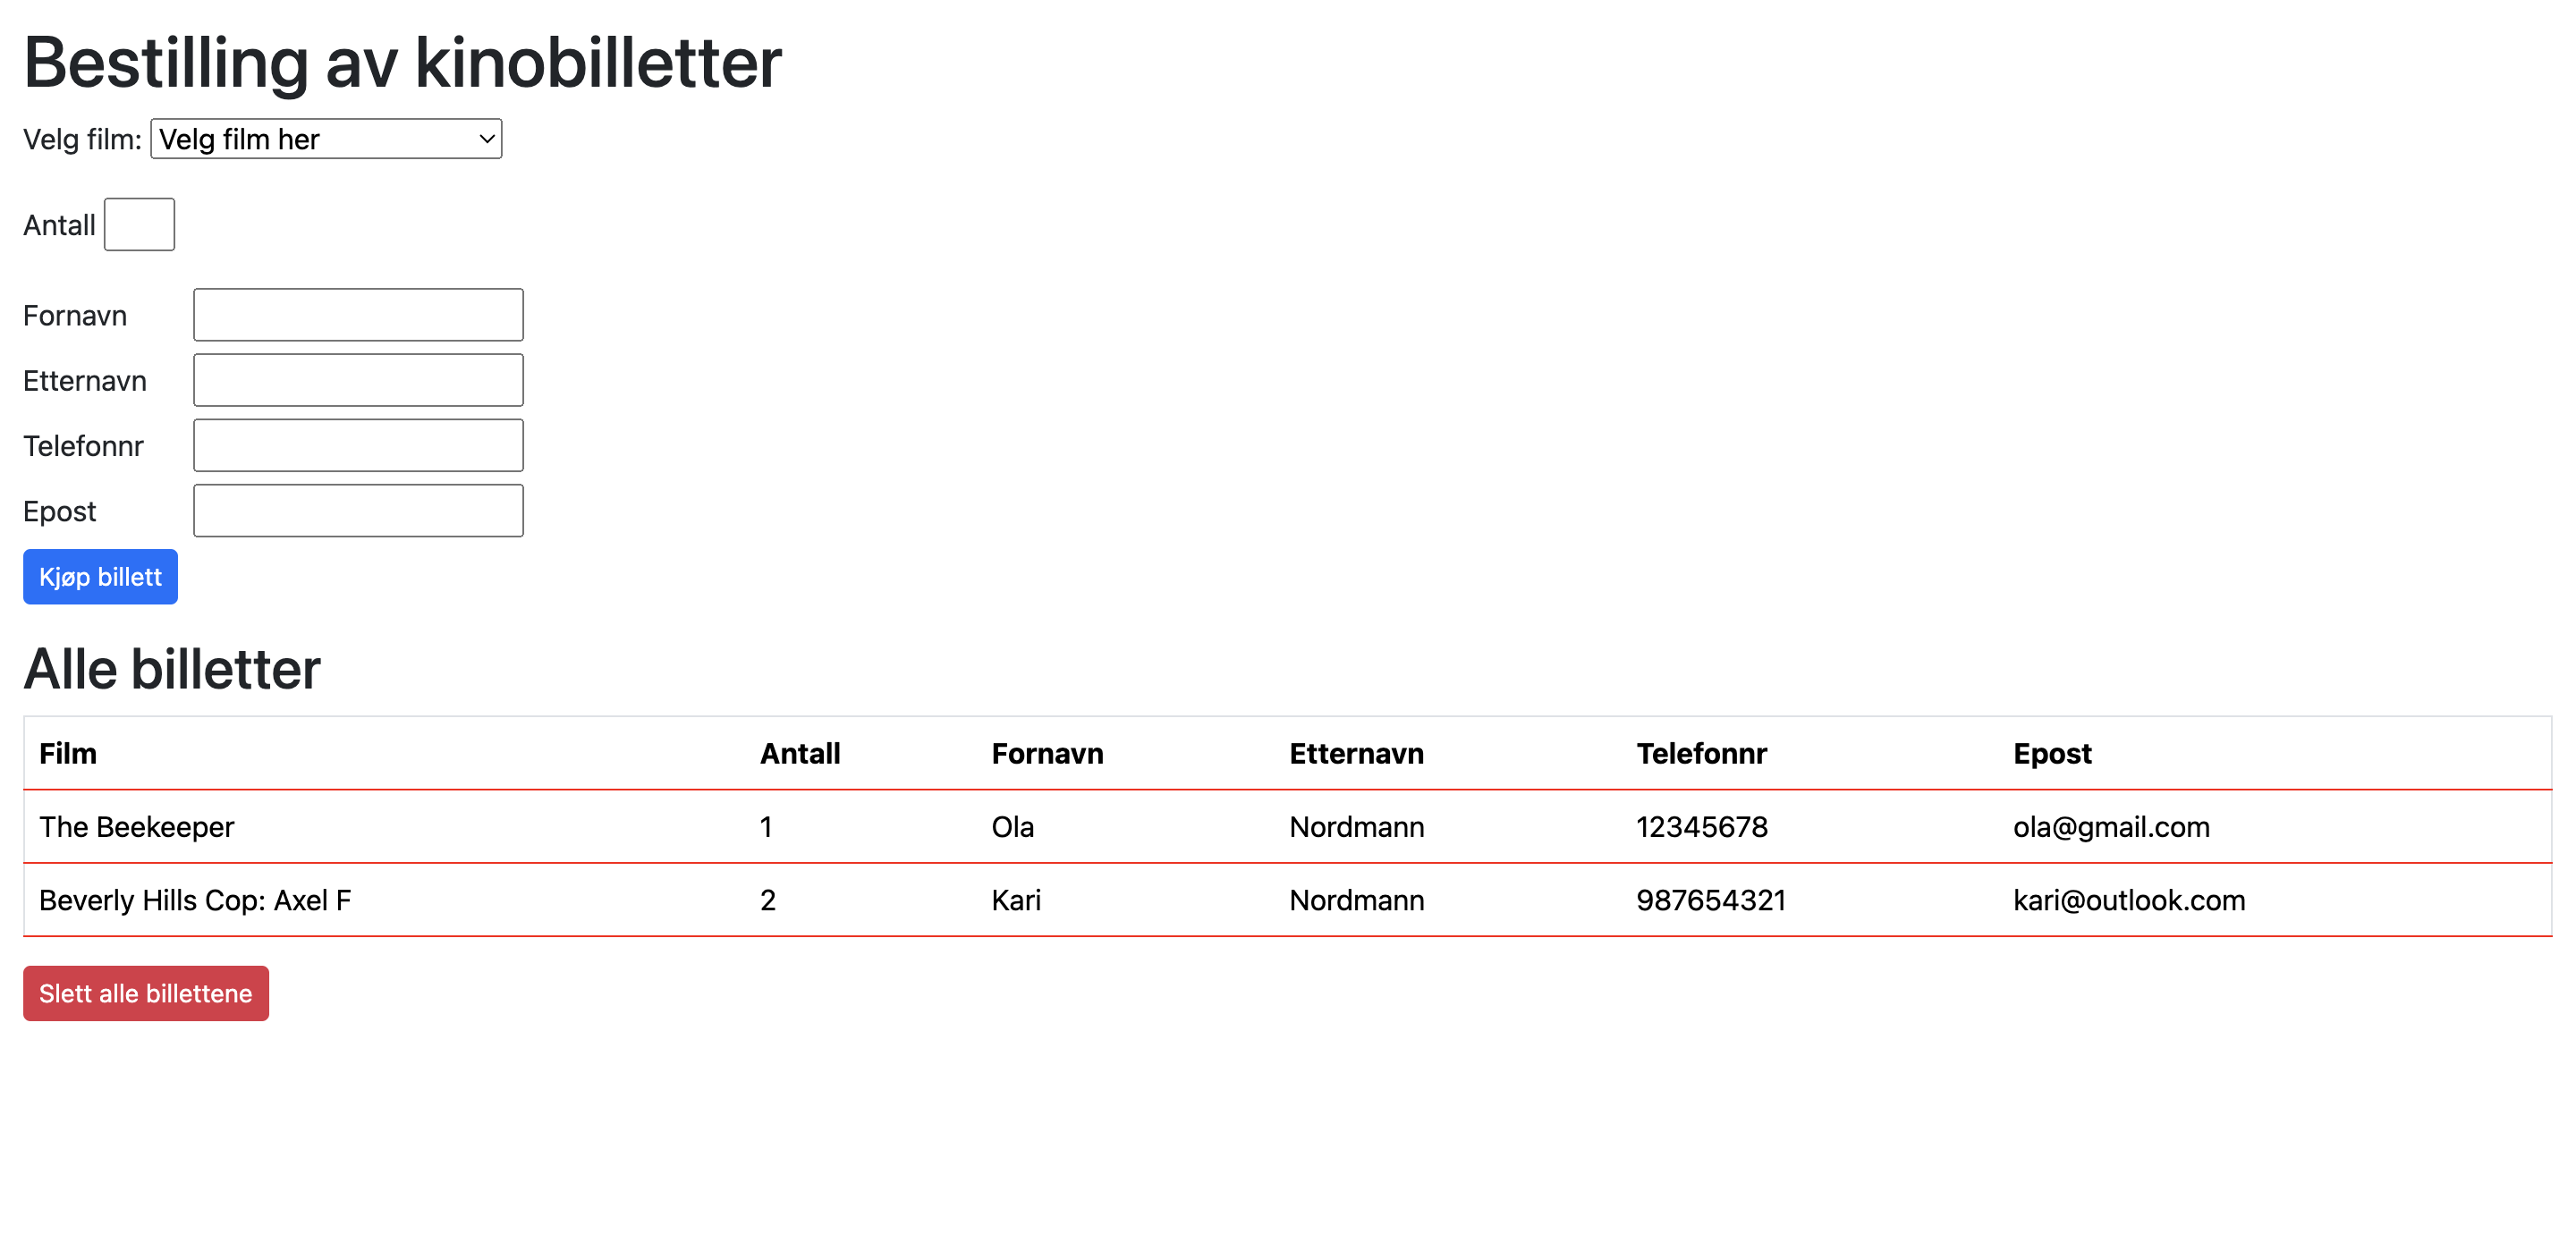 Bestilling av kinobilletter
Velg film: Velg film her
Antall
Fornavn
Etternavn
Telefonnr
Epost
Kjøp billett
Alle billetter
Film Antall Fornavn Etternavn Telefonnr Epost
The Beekeeper 1 Ola Nordmann 12345678 ola@gmail.com
Beverly Hills Cop: Axel F 2 Kari Nordmann 987654321 kari@outlook.com
Slett alle billettene